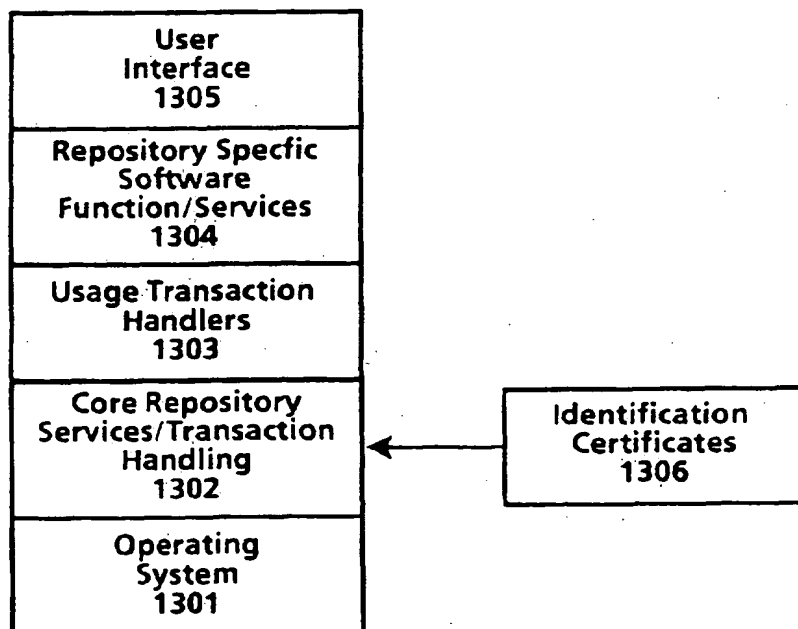 User
Interface
1305
Repository Specfic
Software
Function/Services
1304
Usage Transaction
Handlers
1303
Core Repository
Services/Transaction
Handling
1302
Operating
System
1301
Identification
Certificates
1306